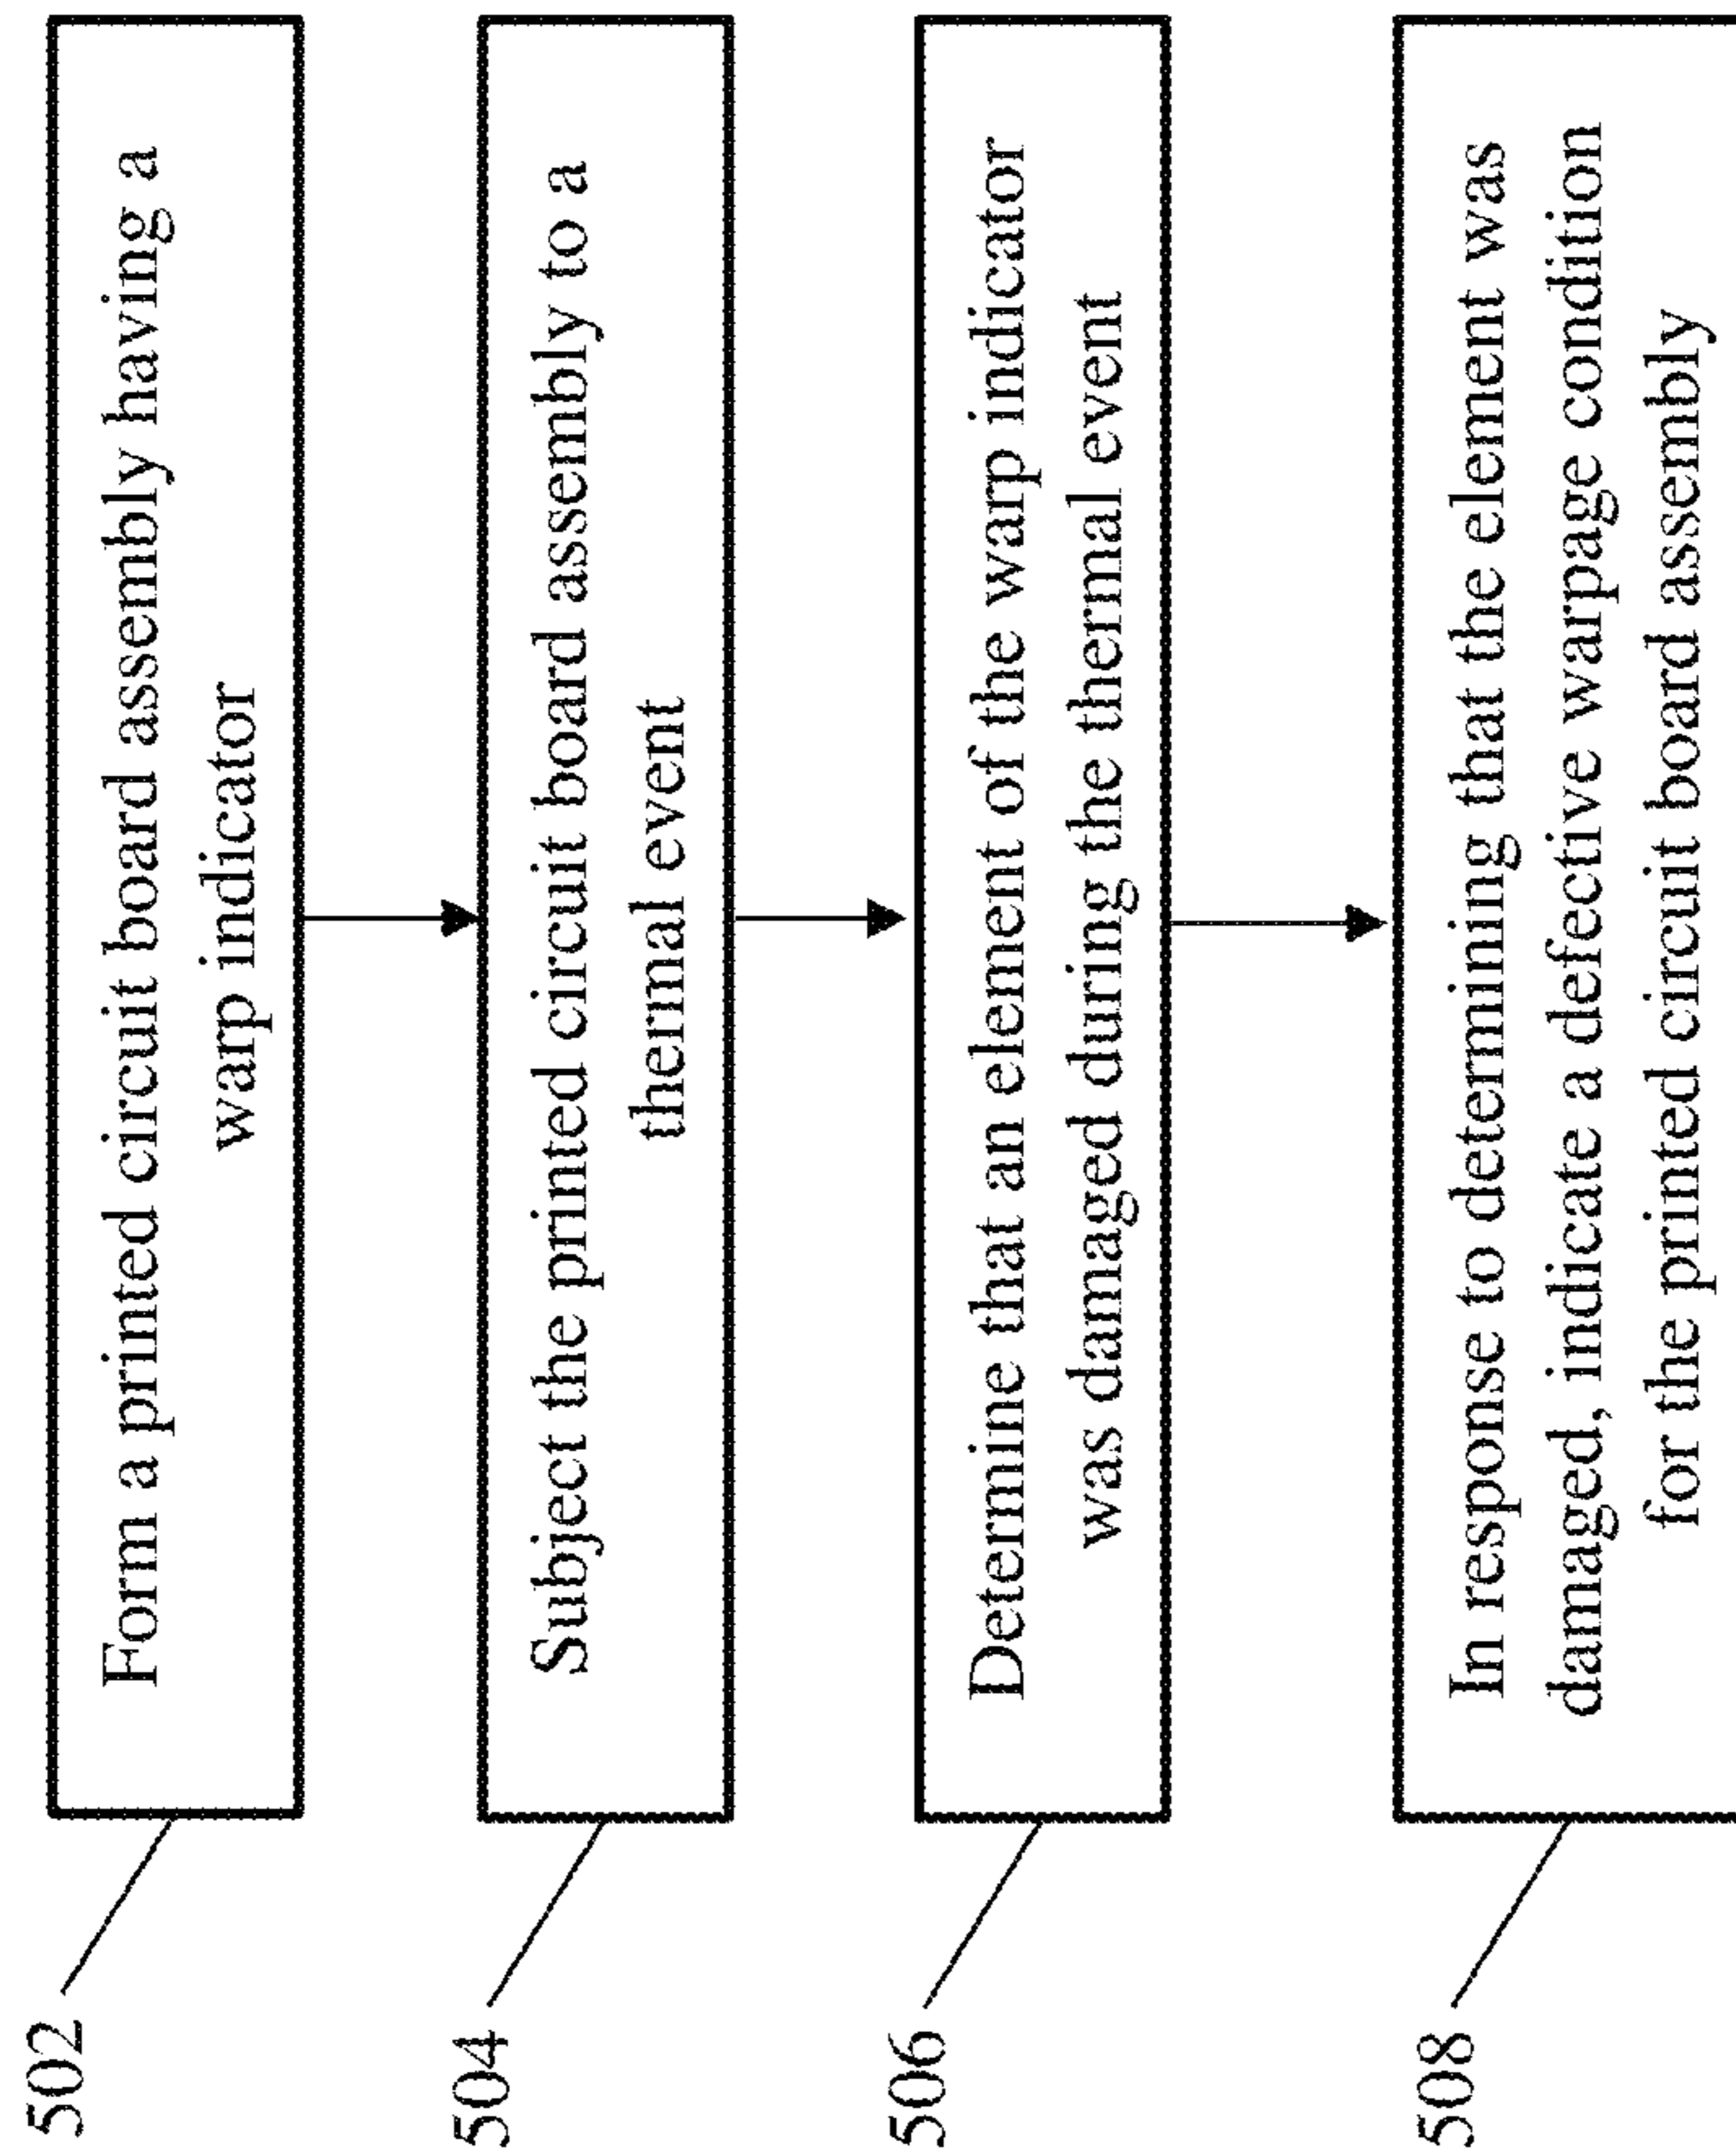 502
Form a printed circuit board assembly having a
warp indicator
504
Subject the printed circuit board assembly to a
thermal event
506
Determine that an element of the warp indicator
was damaged during the thermal event
508
In response to determining that the element was
damaged, indicate a defective warpage condition
for the printed circuit board assembly